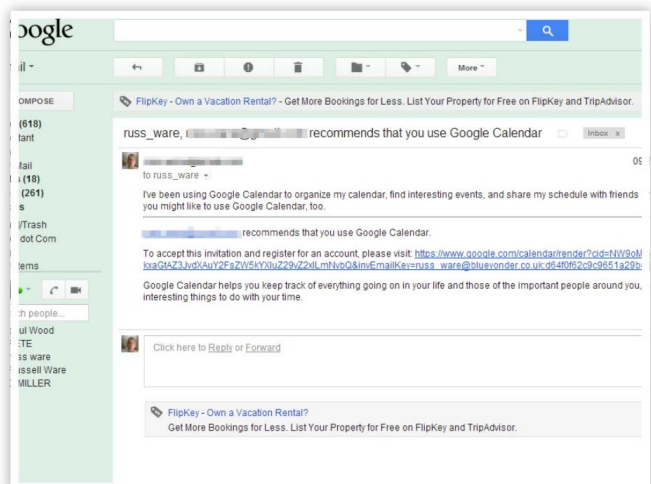 oogle
ail
More
OMPOSE
FlipKey - Own a Vacation Rental? - Get More Bookings for Less. List Your Property for Free on FlipKey and TripAdvisor.
(618)
tant
russ_ware, recommends that you use Google Calendar
Inbox x
Mail
s (18)
(261)
s
09
to russ_ware
I've been using Google Calendar to organize my calendar, find interesting events, and share my schedule with friends
you might like to use Google Calendar, too.
/Trash
dot Com
recommends that you use Google Calendar.
tems
To accept this invitation and register for an account, please visit: https://www.google.com/calendar/render?cid=NW9oM
Google Calendar helps you keep track of everything going on in your life and those of the important people around you,
interesting things to do with your time.
ch people...
ul Wood
ETE
ss ware
ussell Ware
MILLER
Click here to Reply or Forward
FlipKey - Own a Vacation Rental?
Get More Bookings for Less. List Your Property for Free on FlipKey and TripAdvisor.